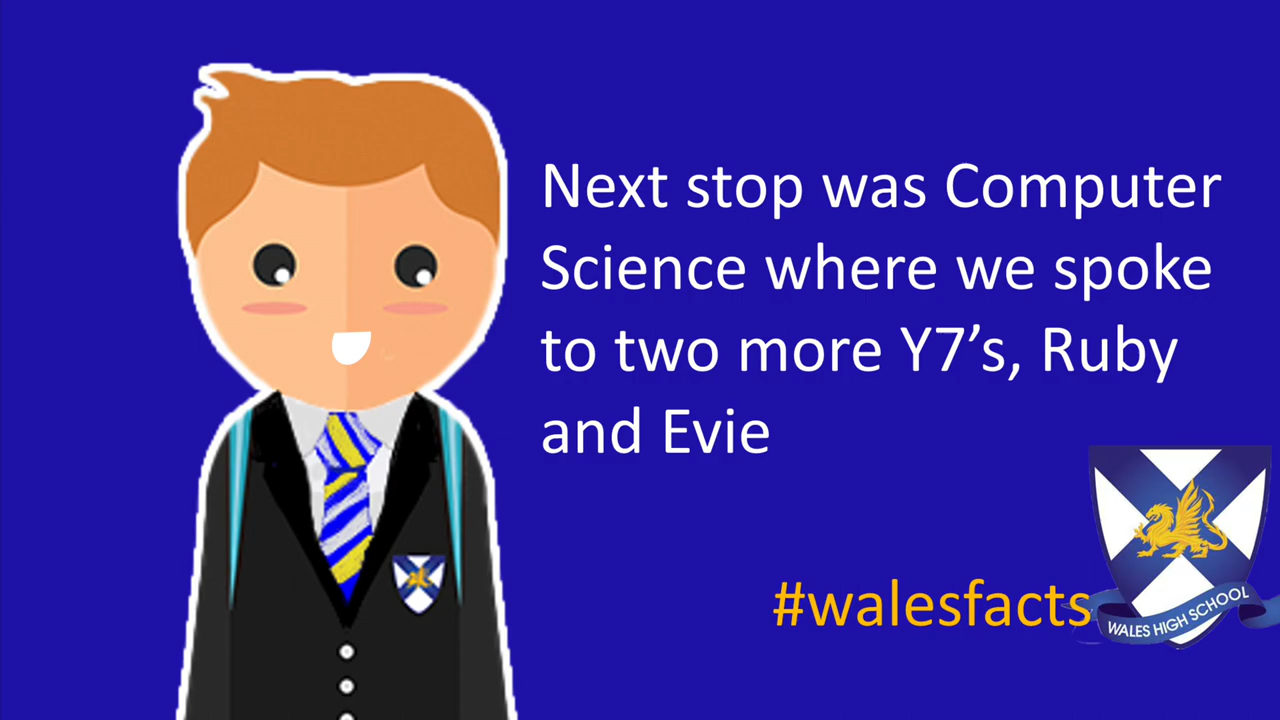 Next stop was Computer
Science where we spoke
to two more Y7’s, Ruby
and Evie
#walesfacts
WALES HIGH SCHOOL